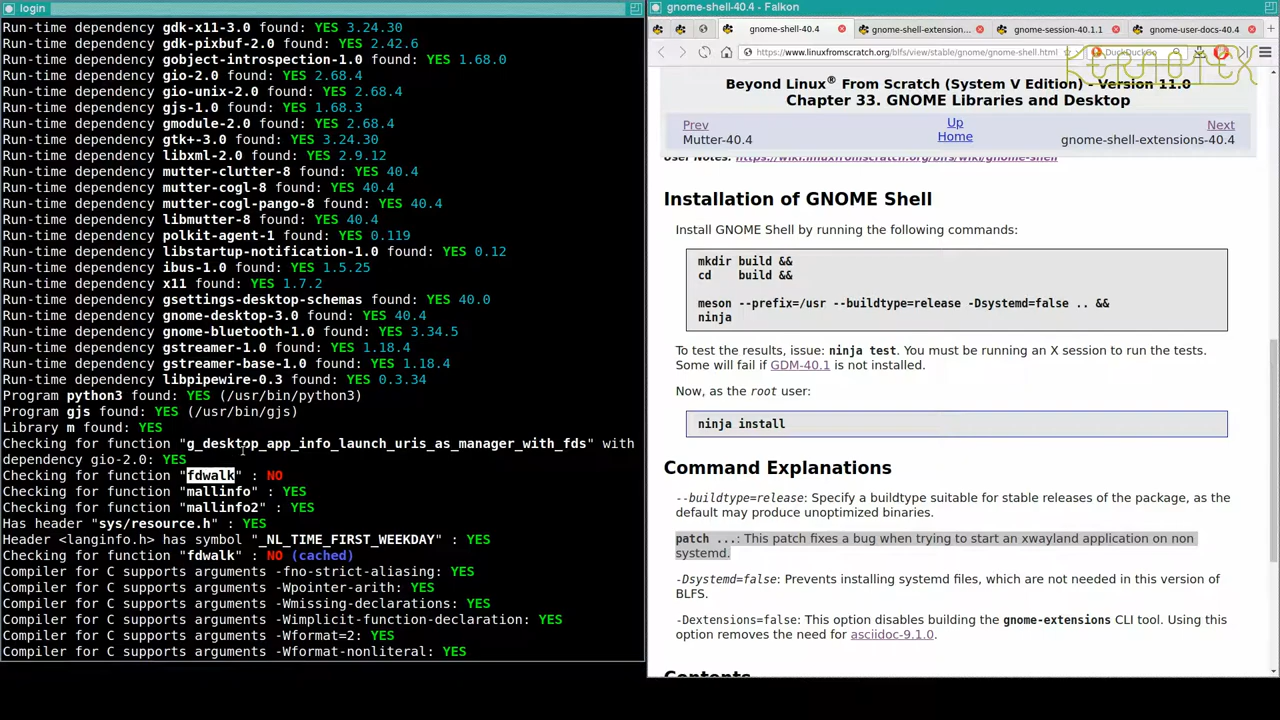 login
Run-time dependency gdk-x11-3.0 found: YES 3.24.30
Run-time dependency gdk-pixbuf-2.0 found: YES 2.42.6
Run-time dependency gobject-introspection-1.0 found: YES 1.68.0
Run-time dependency gio-2.0 found: YES 2.68.4
Run-time dependency gio-unix-2.0 found: YES 2.68.4
Run-time dependency gjs-1.0 found: YES 1.68.3
Run-time dependency gmodule-2.0 found: YES 2.68.4
Run-time dependency gtk+-3.0 found: YES 3.24.30
Run-time dependency libxml-2.0 found: YES 2.9.12
Run-time dependency mutter-clutter-8 found: YES 40.4
Run-time dependency mutter-cogl-8 found: YES 40.4
Run-time dependency mutter-cogl-pango-8 found: YES 40.4
Run-time dependency libmutter-8 found: YES 40.4
Run-time dependency polkit-agent-1 found: YES 0.119
Run-time dependency libstartup-notification-1.0 found: YES 0.12
Run-time dependency ibus-1.0 found: YES 1.5.25
Run-time dependency x11 found: YES 1.7.2
Run-time dependency gsettings-desktop-schemas found: YES 40.0
Run-time dependency gnome-desktop-3.0 found: YES 40.4
Run-time dependency gnome-bluetooth-1.0 found: YES 3.34.5
Run-time dependency gstreamer-1.0 found: YES 1.18.4
Run-time dependency gstreamer-base-1.0 found: YES 1.18.4
Run-time dependency libpipewire-0.3 found: YES 0.3.34
Program python3 found: YES (/usr/bin/python3)
Program gjs found: YES (/usr/bin/gjs)
Library m found: YES
Checking for function "g_desktop_app_info_launch_uris_as_manager_with_fds" with
dependency gio-2.0: YES
Checking for function "fdwalk" : NO
Checking for function "mallinfo" : YES
Checking for function "mallinfo2" : YES
Has header "sys/resource.h" : YES
Header <langinfo.h> has symbol "_NL_TIME_FIRST_WEEKDAY" : YES
Checking for function "fdwalk" : NO (cached)
Compiler for C supports arguments -fno-strict-aliasing: YES
Compiler for C supports arguments -Wpointer-arith: YES
Compiler for C supports arguments -Wmissing-declarations: YES
Compiler for C supports arguments -Wimplicit-function-declaration: YES
Compiler for C supports arguments -Wformat=2: YES
Compiler for C supports arguments -Wformat-nonliteral: YES
gnome-shell-40.4 - Falkon
gnome-shell-40.4 gnome-shell-extension... gnome-session-40.1.1 gnome-user-docs-40.4
https://www.linuxfromscratch.org/blfs/view/stable/gnome/gnome-shell.html DuckDuckGo
KERNOTEX
Beyond Linux® From Scratch (System V Edition) - Version 11.0
Chapter 33. GNOME Libraries and Desktop
Prev Up Next
Mutter-40.4 Home gnome-shell-extensions-40.4
User Notes: https://wiki.linuxfromscratch.org/blfs/wiki/gnome-shell
Installation of GNOME Shell
Install GNOME Shell by running the following commands:
mkdir build &&
cd    build &&
meson --prefix=/usr --buildtype=release -Dsystemd=false .. &&
ninja
To test the results, issue: ninja test. You must be running an X session to run the tests.
Some will fail if GDM-40.1 is not installed.
Now, as the root user:
ninja install
Command Explanations
--buildtype=release: Specify a buildtype suitable for stable releases of the package, as the
default may produce unoptimized binaries.
patch ...: This patch fixes a bug when trying to start an xwayland application on non
systemd.
-Dsystemd=false: Prevents installing systemd files, which are not needed in this version of
BLFS.
-Dextensions=false: This option disables building the gnome-extensions CLI tool. Using this
option removes the need for asciidoc-9.1.0.
Contents